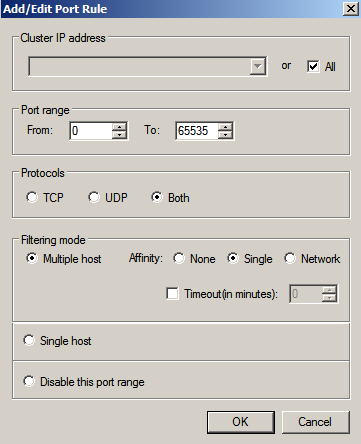 Add/Edit Port Rule
Cluster IP address
or All
Port range
From: 0 To: 65535
Protocols
TCP UDP Both
Filtering mode
Multiple host Affinity: None Single Network
Timeout(in minutes): 0
Single host
Disable this port range
OK Cancel